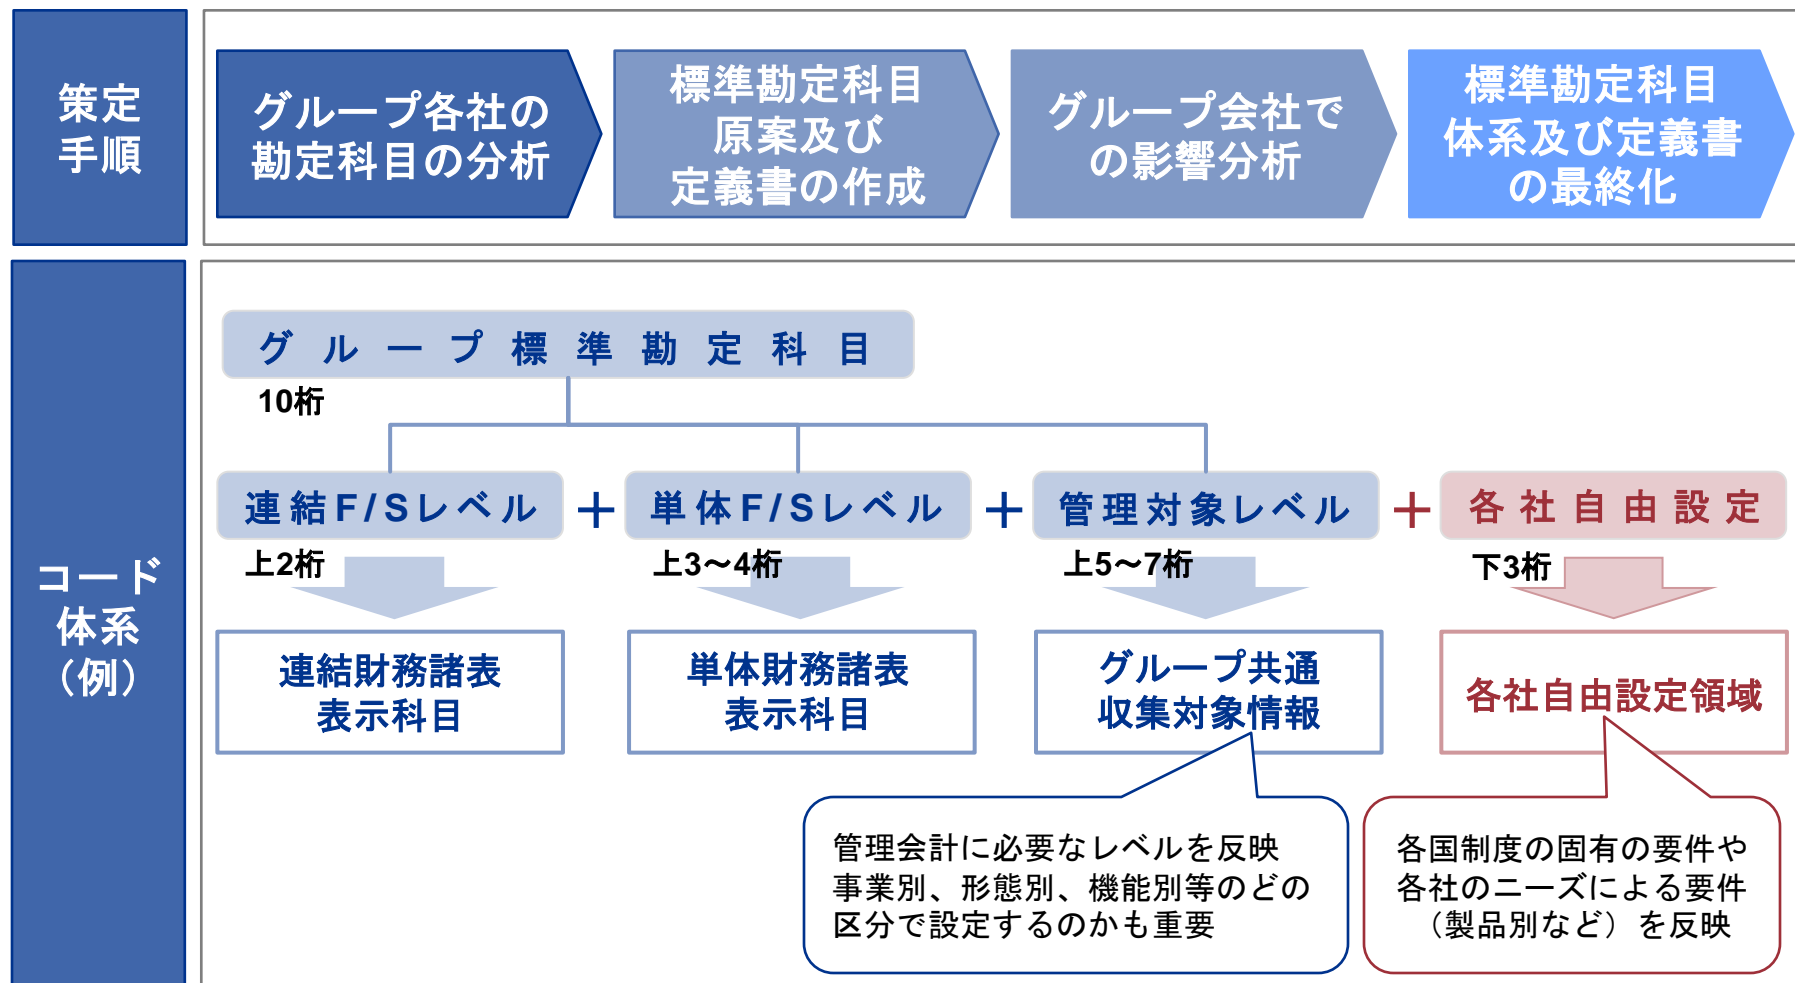 策定
手順
グループ各社の
勘定科目の分析
標準勘定科目
原案及び
定義書の作成
グループ会社で
の影響分析
標準勘定科目
体系及び定義書
の最終化
コード
体系
（例）
グループ標準勘定科目
10桁
連結F/Sレベル
+
単体F/Sレベル
+
管理対象レベル
+
各社自由設定
上2桁
上3～4桁
上5～7桁
下3桁
連結財務諸表
表示科目
単体財務諸表
表示科目
グループ共通
収集対象情報
各社自由設定領域
管理会計に必要なレベルを反映
事業別、形態別、機能別等のどの
区分で設定するのかも重要
各国制度の固有の要件や
各社のニーズによる要件
（製品別など）を反映